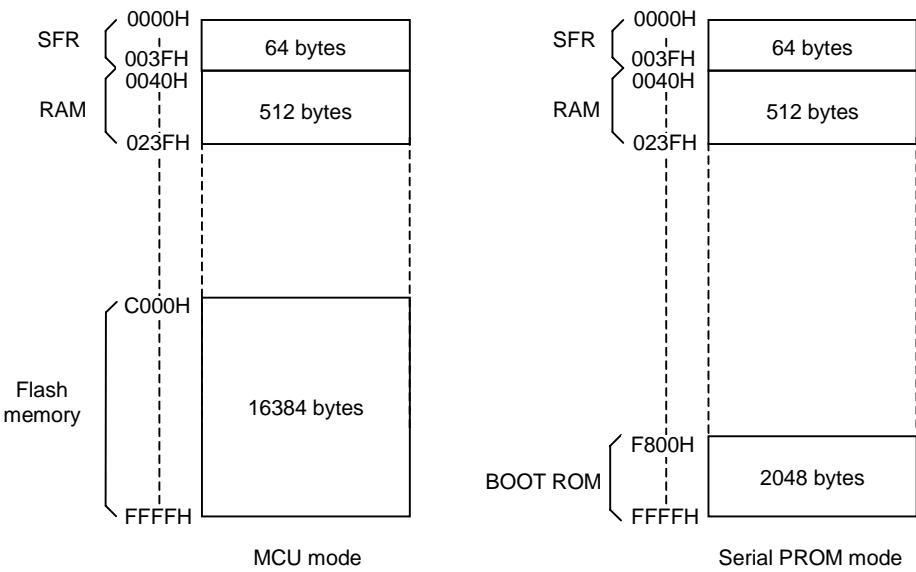 0000H
SFR
64 bytes
003FH
0040H
RAM
512 bytes
023FH
C000H
Flash
memory
16384 bytes
FFFFH
MCU mode
0000H
SFR
64 bytes
003FH
0040H
RAM
512 bytes
023FH
F800H
BOOT ROM
2048 bytes
FFFFH
Serial PROM mode